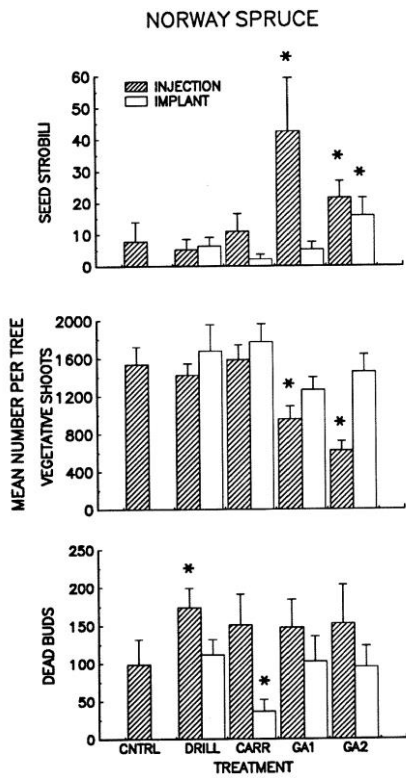 NORWAY SPRUCE
*
60
INJECTION
50
IMPLANT
40
*
*
30
20
10
0
SEED STROBILI
2000
1600
1200
*
800
*
400
0
MEAN NUMBER PER TREE
VEGETATIVE SHOOTS
250
*
200
150
100
*
50
0
DEAD BUDS
CNTRL DRILL CARR GA1 GA2
TREATMENT